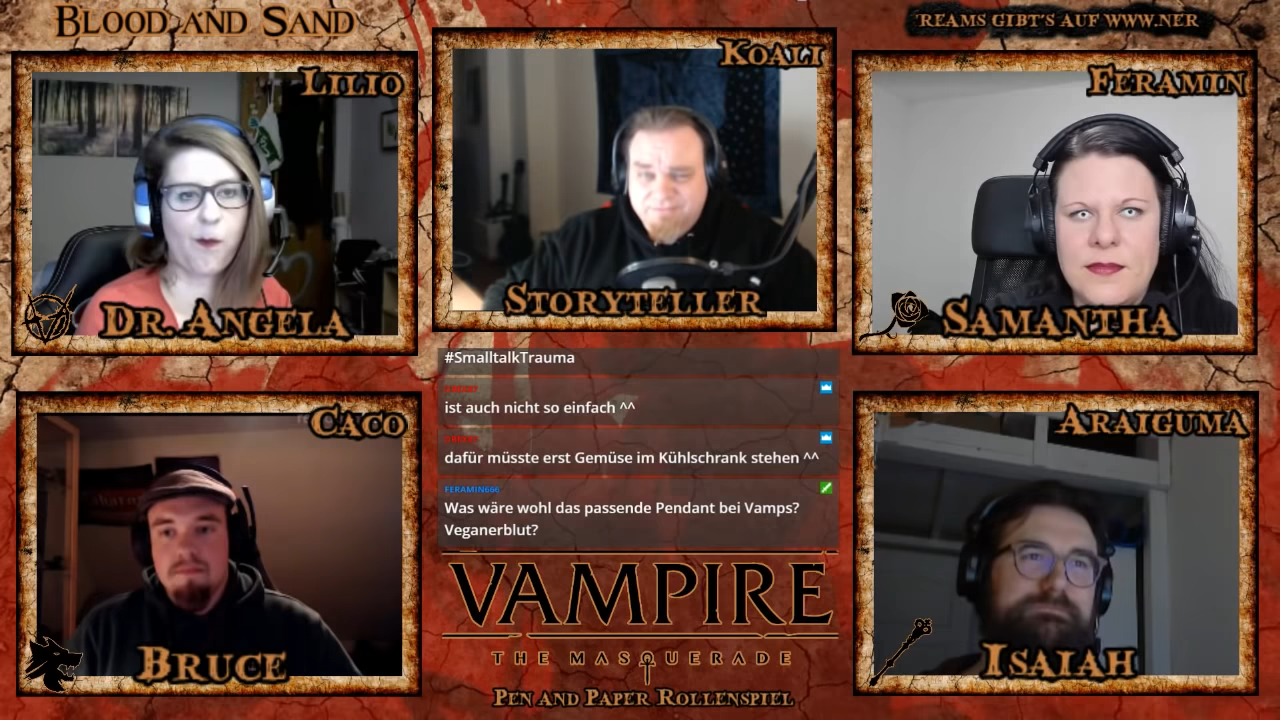 BLOOD AND SAND
REAMS GIBT'S AUF WWW.NER
LILIO
DR. ANGELA
KOALI
STORYTELLER
FERAMIN
SAMANTHA
#SmalltalkTrauma
ist auch nicht so einfach ^^
dafür müsste erst Gemüse im Kühlschrank stehen ^^
FERAMIN666
Was wäre wohl das passende Pendant bei Vamps?
Veganerblut?
CACO
BRUCE
ARAIGUMA
ISAIAH
VAMPIRE
THE MASQUERADE
PEN AND PAPER ROLLENSPIEL